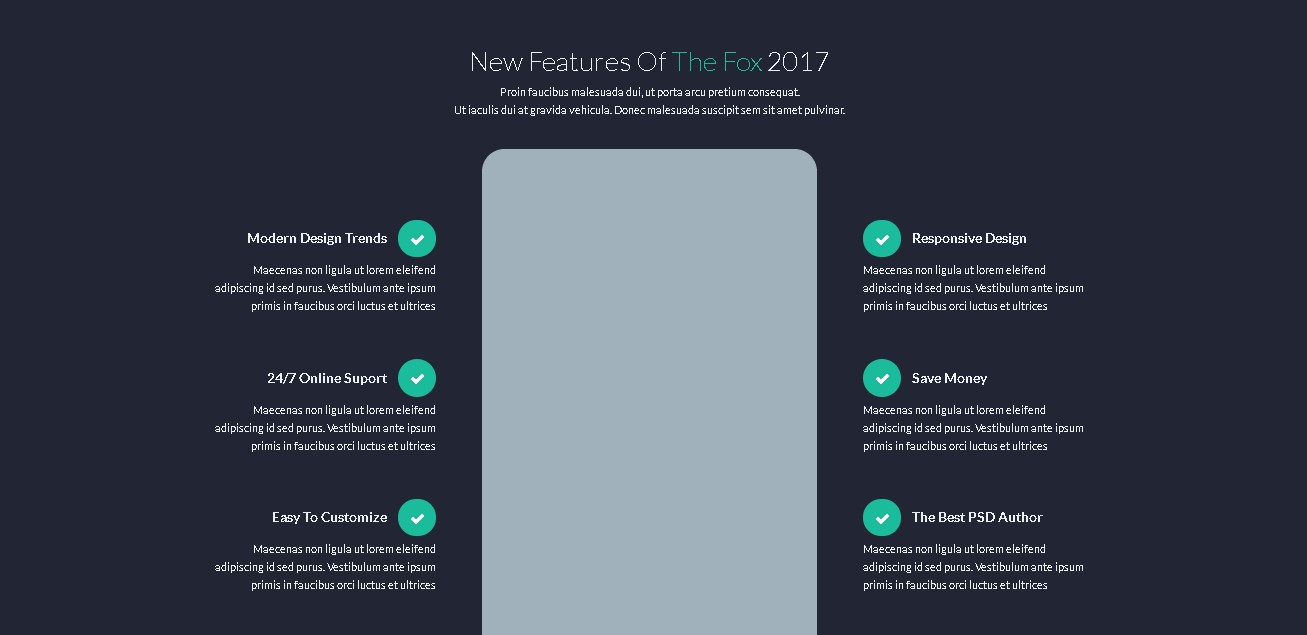 New Features Of The Fox 2017
Proin faucibus malesuada dui, ut porta arcu pretium consequat.
Ut iaculis dui at gravida vehicula. Donec malesuada suscipit sem sit amet pulvinar.
Modern Design Trends
Maecenas non ligula ut lorem eleifend
adipiscing id sed purus. Vestibulum ante ipsum
primis in faucibus orci luctus et ultrices
24/7 Online Suport
Maecenas non ligula ut lorem eleifend
adipiscing id sed purus. Vestibulum ante ipsum
primis in faucibus orci luctus et ultrices
Easy To Customize
Maecenas non ligula ut lorem eleifend
adipiscing id sed purus. Vestibulum ante ipsum
primis in faucibus orci luctus et ultrices
Responsive Design
Maecenas non ligula ut lorem eleifend
adipiscing id sed purus. Vestibulum ante ipsum
primis in faucibus orci luctus et ultrices
Save Money
Maecenas non ligula ut lorem eleifend
adipiscing id sed purus. Vestibulum ante ipsum
primis in faucibus orci luctus et ultrices
The Best PSD Author
Maecenas non ligula ut lorem eleifend
adipiscing id sed purus. Vestibulum ante ipsum
primis in faucibus orci luctus et ultrices